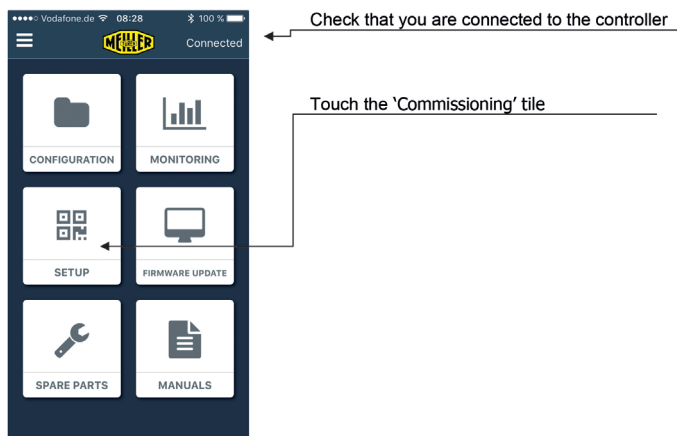 ●●●●○ Vodafone.de 08:28 100 %
MEILLER
Connected
Check that you are connected to the controller
Touch the ‘Commissioning’ tile
CONFIGURATION
MONITORING
SETUP
FIRMWARE UPDATE
SPARE PARTS
MANUALS